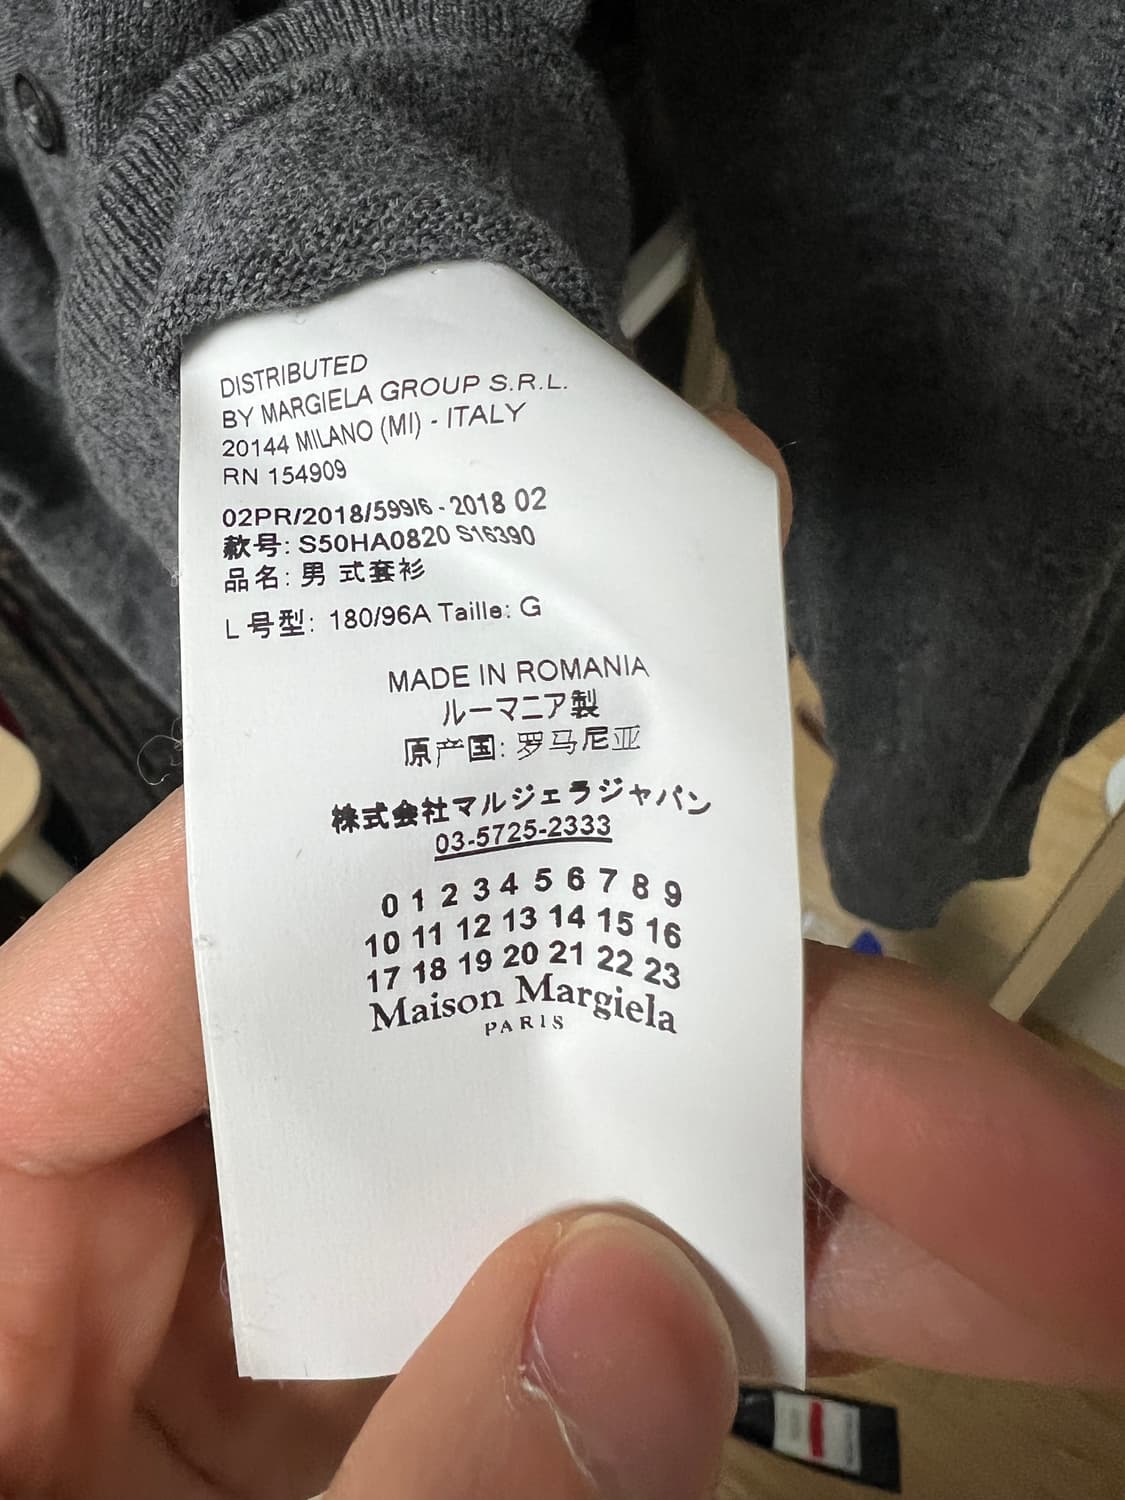 DISTRIBUTED
BY MARGIELA GROUP S.R.L.
20144 MILANO (MI) - ITALY
RN 154909
02PR/2018/599/6 - 2018 02
款号: S50HA0820 S16390
品名: 男 式套衫
L 号型: 180/96A Taille: G
MADE IN ROMANIA
ルーマニア製
原产国: 罗马尼亚
株式会社マルジェラジャパン
03-5725-2333
0 1 2 3 4 5 6 7 8 9
10 11 12 13 14 15 16
17 18 19 20 21 22 23
Maison Margiela
PARIS